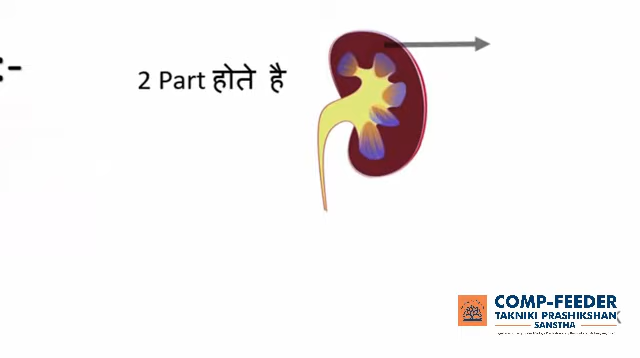 :-
2 Part होते है
COMP-FEEDER
TAKNIKI PRASHIKSHAN
SANSTHA